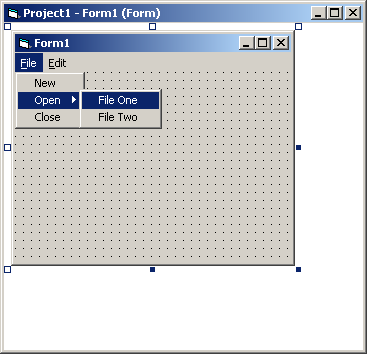 Project1 - Form1 (Form)
Form1
File Edit
New
Open File One
Close File Two